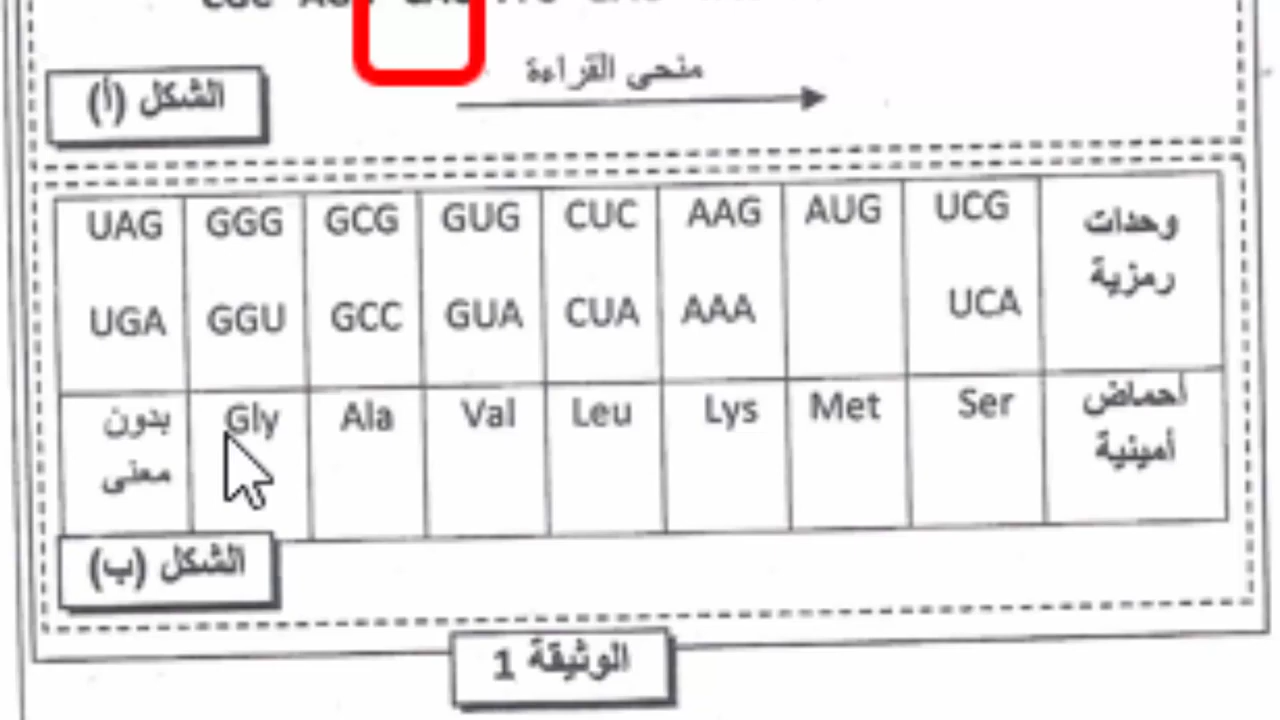 منحى القراءة
الشكل (أ)
UAG GGG GCG GUG CUC AAG AUG UCG وحدات
رمزية
UGA GGU GCC GUA CUA AAA UCA
بدون Gly Ala Val Leu Lys Met Ser أحماض
معنى أمينية
الشكل (ب)
الوثيقة 1